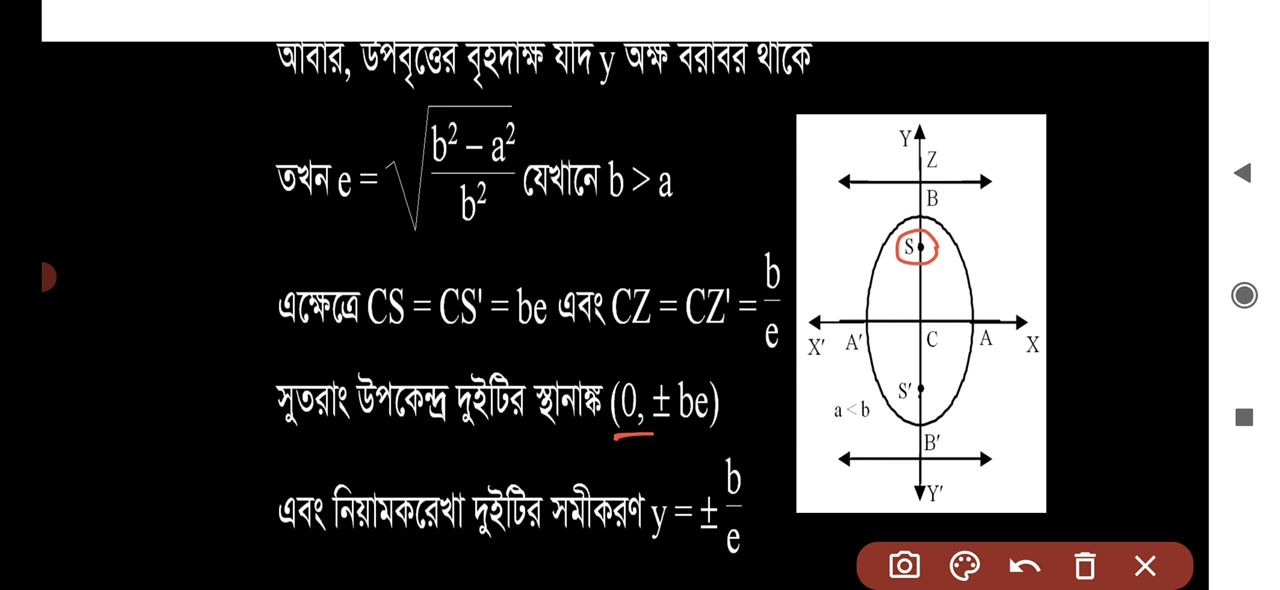 আবার, উপবৃত্তের বৃহদাক্ষ যদি y অক্ষ বরাবর থাকে
তখন e = √((b² – a²)/b²) যেখানে b > a
এক্ষেত্রে CS = CS' = be এবং CZ = CZ' = b/e
সুতরাং উপকেন্দ্র দুইটির স্থানাঙ্ক (0, ± be)
এবং নিয়ামকরেখা দুইটির সমীকরণ y = ± b/e
Y
Z
B
S
X' A' C A X
S'
a < b
B'
Y'